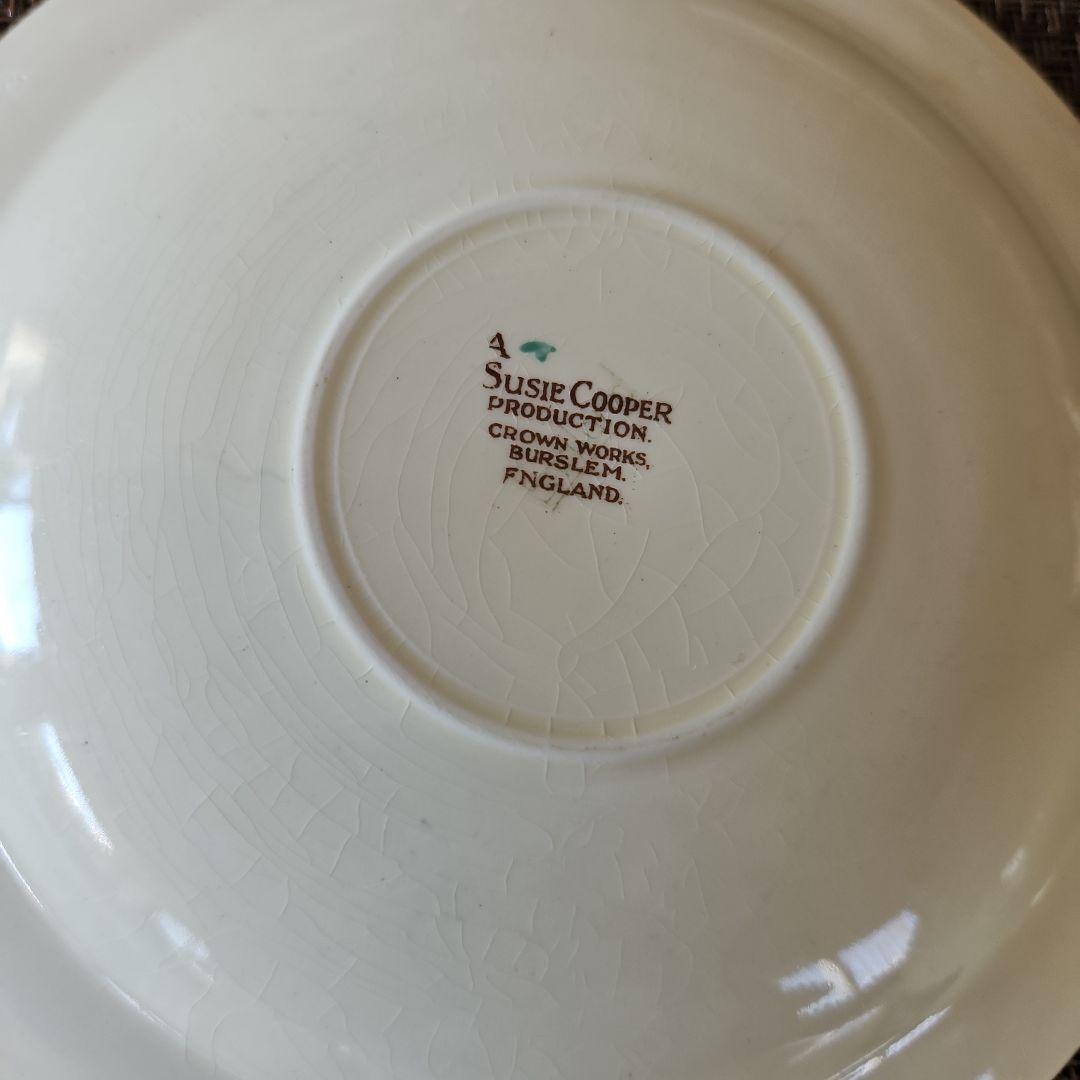 A
SUSIE COOPER
PRODUCTION.
CROWN WORKS,
BURSLEM.
ENGLAND.